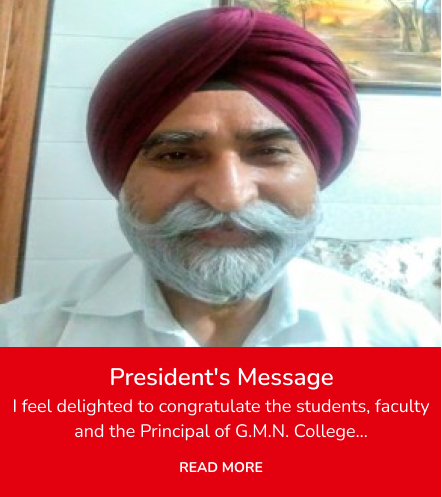 President's Message
I feel delighted to congratulate the students, faculty
and the Principal of G.M.N. College...
READ MORE